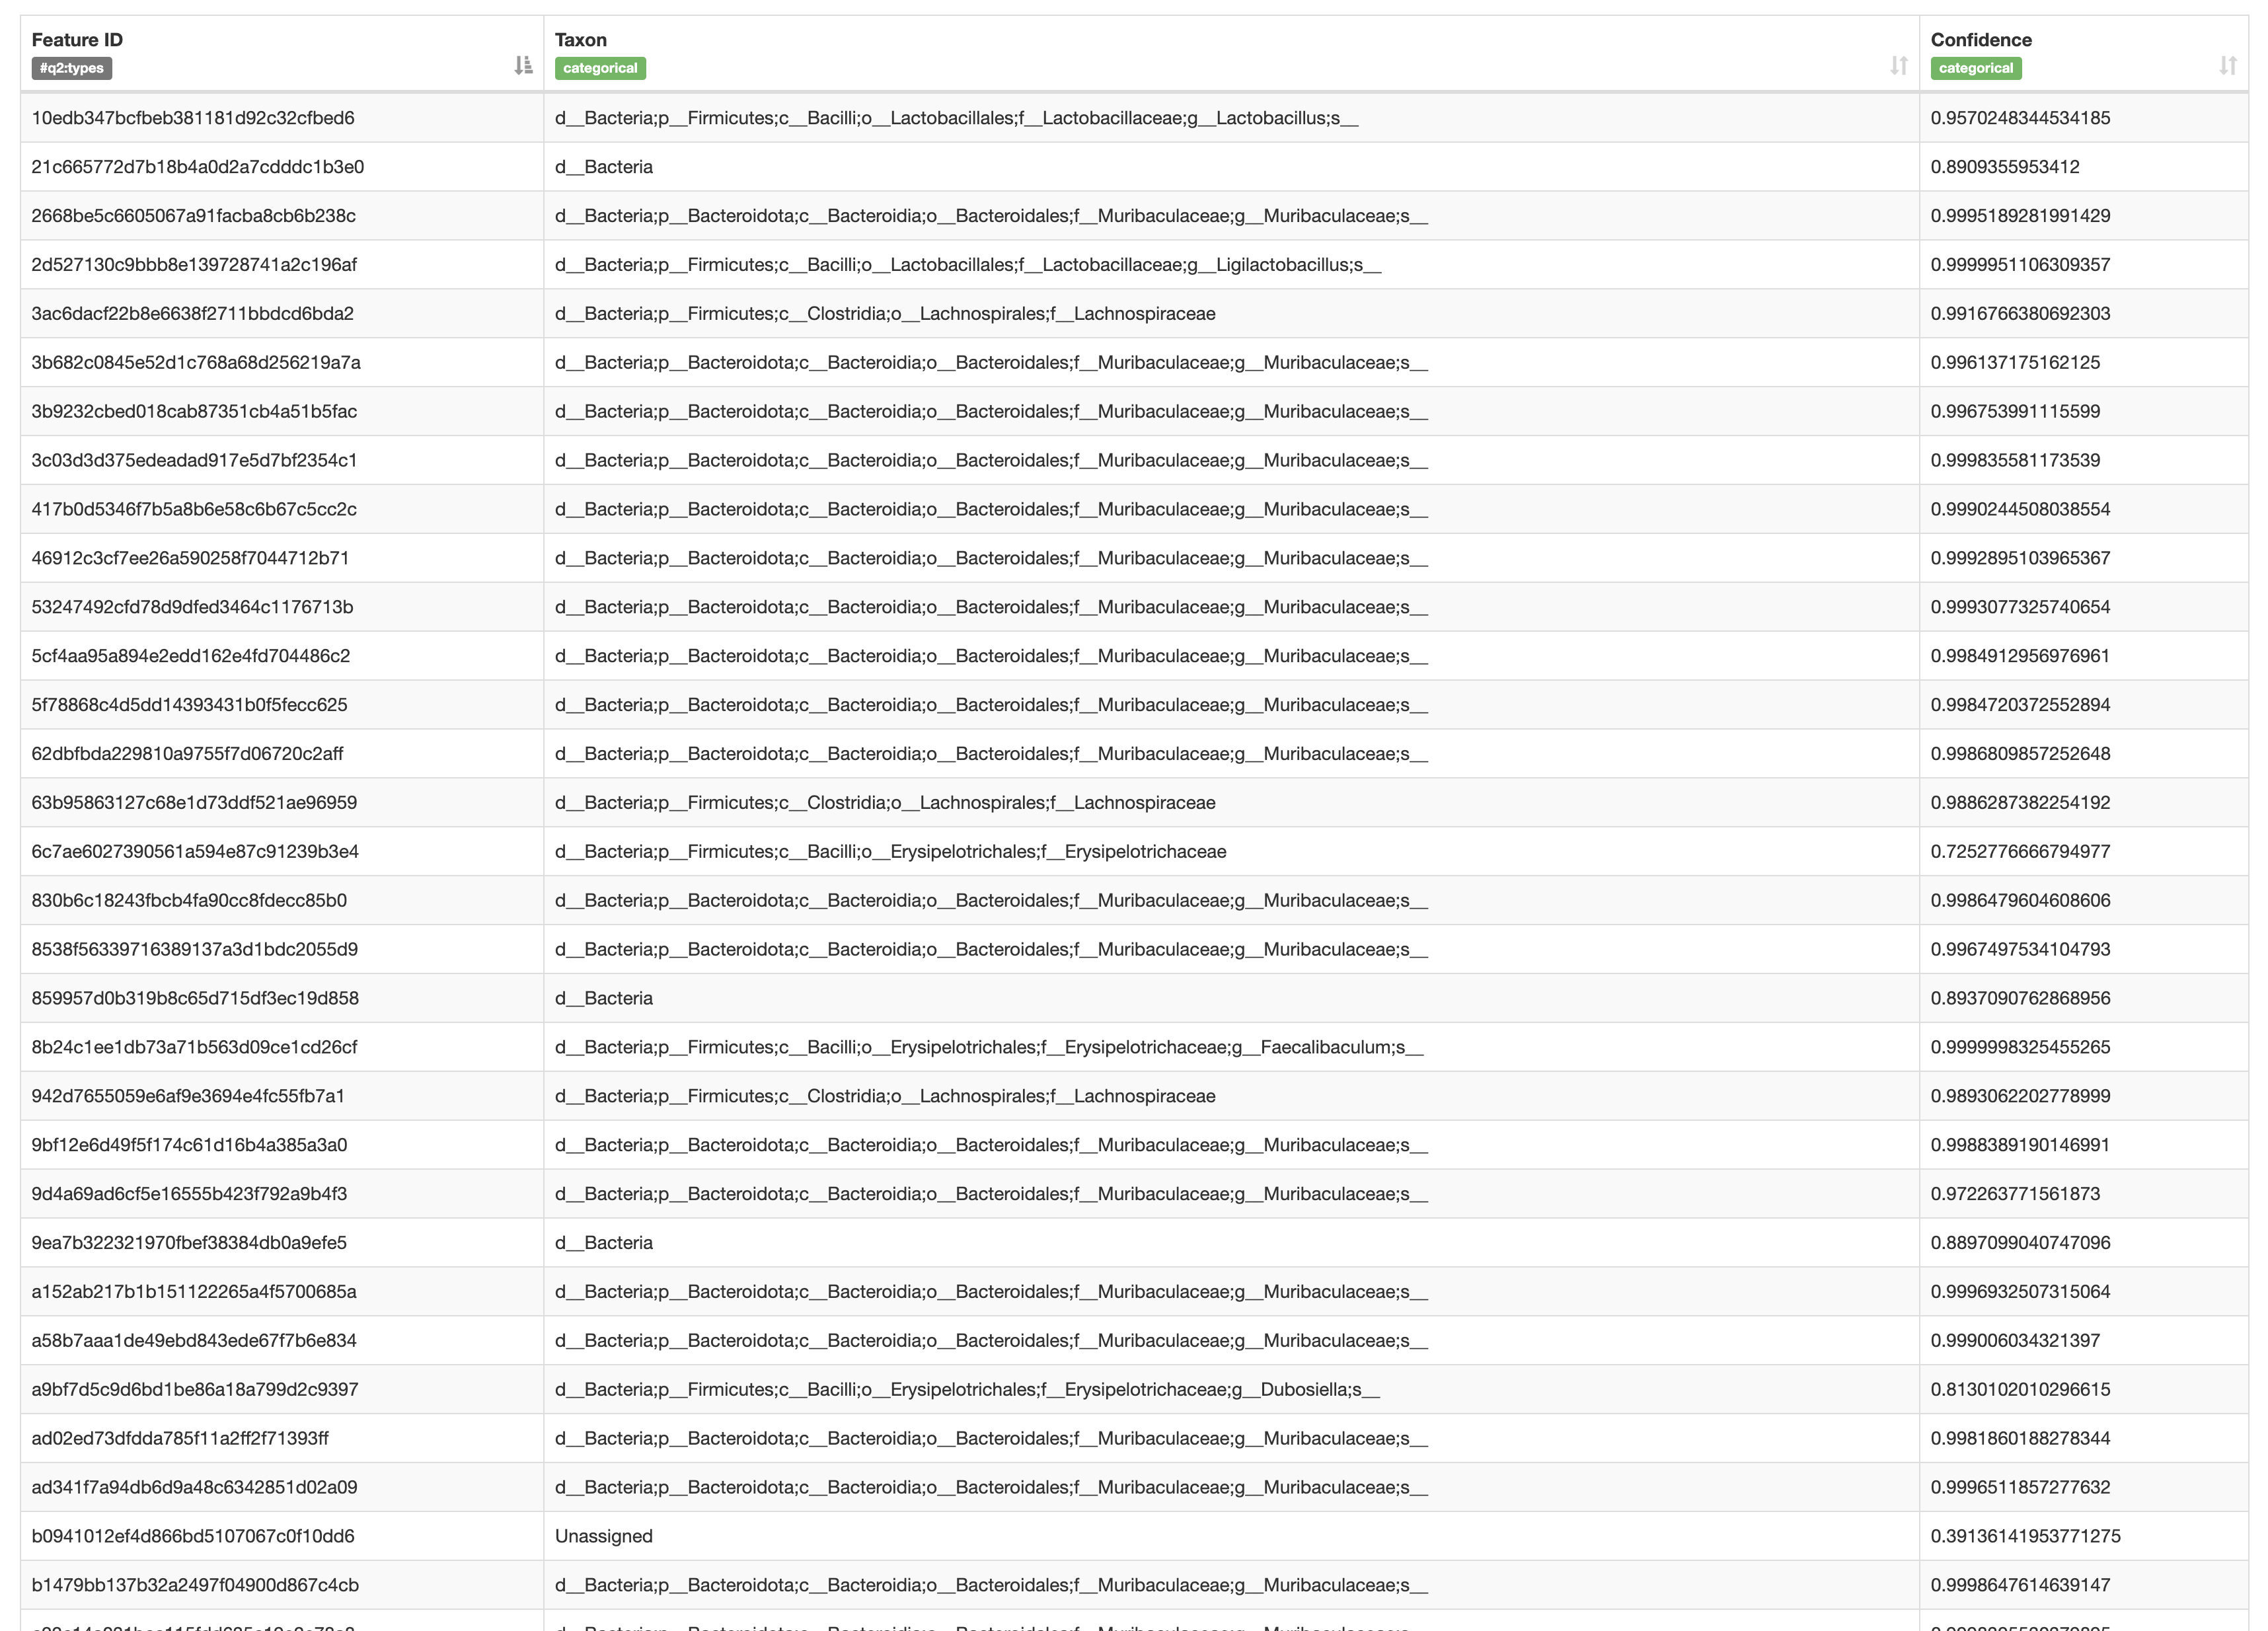 Feature ID Taxon Confidence
#q2:types categorical categorical
10edb347bcfbeb381181d92c32cfbed6 d__Bacteria;p__Firmicutes;c__Bacilli;o__Lactobacillales;f__Lactobacillaceae;g__Lactobacillus;s__ 0.9570248344534185
21c665772d7b18b4a0d2a7cdddc1b3e0 d__Bacteria 0.8909355953412
2668be5c6605067a91facba8cb6b238c d__Bacteria;p__Bacteroidota;c__Bacteroidia;o__Bacteroidales;f__Muribaculaceae;g__Muribaculaceae;s__ 0.9995189281991429
2d527130c9bbb8e139728741a2c196af d__Bacteria;p__Firmicutes;c__Bacilli;o__Lactobacillales;f__Lactobacillaceae;g__Ligilactobacillus;s__ 0.9999951106309357
3ac6dacf22b8e6638f2711bbdcd6bda2 d__Bacteria;p__Firmicutes;c__Clostridia;o__Lachnospirales;f__Lachnospiraceae 0.9916766380692303
3b682c0845e52d1c768a68d256219a7a d__Bacteria;p__Bacteroidota;c__Bacteroidia;o__Bacteroidales;f__Muribaculaceae;g__Muribaculaceae;s__ 0.996137175162125
3b9232cbed018cab87351cb4a51b5fac d__Bacteria;p__Bacteroidota;c__Bacteroidia;o__Bacteroidales;f__Muribaculaceae;g__Muribaculaceae;s__ 0.996753991115599
3c03d3d375edeadad917e5d7bf2354c1 d__Bacteria;p__Bacteroidota;c__Bacteroidia;o__Bacteroidales;f__Muribaculaceae;g__Muribaculaceae;s__ 0.999835581173539
417b0d5346f7b5a8b6e58c6b67c5cc2c d__Bacteria;p__Bacteroidota;c__Bacteroidia;o__Bacteroidales;f__Muribaculaceae;g__Muribaculaceae;s__ 0.9990244508038554
46912c3cf7ee26a590258f7044712b71 d__Bacteria;p__Bacteroidota;c__Bacteroidia;o__Bacteroidales;f__Muribaculaceae;g__Muribaculaceae;s__ 0.9992895103965367
53247492cfd78d9dfed3464c1176713b d__Bacteria;p__Bacteroidota;c__Bacteroidia;o__Bacteroidales;f__Muribaculaceae;g__Muribaculaceae;s__ 0.9993077325740654
5cf4aa95a894e2edd162e4fd704486c2 d__Bacteria;p__Bacteroidota;c__Bacteroidia;o__Bacteroidales;f__Muribaculaceae;g__Muribaculaceae;s__ 0.9984912956976961
5f78868c4d5dd14393431b0f5fecc625 d__Bacteria;p__Bacteroidota;c__Bacteroidia;o__Bacteroidales;f__Muribaculaceae;g__Muribaculaceae;s__ 0.9984720372552894
62dbfbda229810a9755f7d06720c2aff d__Bacteria;p__Bacteroidota;c__Bacteroidia;o__Bacteroidales;f__Muribaculaceae;g__Muribaculaceae;s__ 0.9986809857252648
63b95863127c68e1d73ddf521ae96959 d__Bacteria;p__Firmicutes;c__Clostridia;o__Lachnospirales;f__Lachnospiraceae 0.9886287382254192
6c7ae6027390561a594e87c91239b3e4 d__Bacteria;p__Firmicutes;c__Bacilli;o__Erysipelotrichales;f__Erysipelotrichaceae 0.7252776666794977
830b6c18243fbcb4fa90cc8fdecc85b0 d__Bacteria;p__Bacteroidota;c__Bacteroidia;o__Bacteroidales;f__Muribaculaceae;g__Muribaculaceae;s__ 0.9986479604608606
8538f56339716389137a3d1bdc2055d9 d__Bacteria;p__Bacteroidota;c__Bacteroidia;o__Bacteroidales;f__Muribaculaceae;g__Muribaculaceae;s__ 0.9967497534104793
859957d0b319b8c65d715df3ec19d858 d__Bacteria 0.8937090762868956
8b24c1ee1db73a71b563d09ce1cd26cf d__Bacteria;p__Firmicutes;c__Bacilli;o__Erysipelotrichales;f__Erysipelotrichaceae;g__Faecalibaculum;s__ 0.9999998325455265
942d7655059e6af9e3694e4fc55fb7a1 d__Bacteria;p__Firmicutes;c__Clostridia;o__Lachnospirales;f__Lachnospiraceae 0.9893062202778999
9bf12e6d49f5f174c61d16b4a385a3a0 d__Bacteria;p__Bacteroidota;c__Bacteroidia;o__Bacteroidales;f__Muribaculaceae;g__Muribaculaceae;s__ 0.9988389190146991
9d4a69ad6cf5e16555b423f792a9b4f3 d__Bacteria;p__Bacteroidota;c__Bacteroidia;o__Bacteroidales;f__Muribaculaceae;g__Muribaculaceae;s__ 0.972263771561873
9ea7b322321970fbef38384db0a9efe5 d__Bacteria 0.8897099040747096
a152ab217b1b151122265a4f5700685a d__Bacteria;p__Bacteroidota;c__Bacteroidia;o__Bacteroidales;f__Muribaculaceae;g__Muribaculaceae;s__ 0.9996932507315064
a58b7aaa1de49ebd843ede67f7b6e834 d__Bacteria;p__Bacteroidota;c__Bacteroidia;o__Bacteroidales;f__Muribaculaceae;g__Muribaculaceae;s__ 0.999006034321397
a9bf7d5c9d6bd1be86a18a799d2c9397 d__Bacteria;p__Firmicutes;c__Bacilli;o__Erysipelotrichales;f__Erysipelotrichaceae;g__Dubosiella;s__ 0.8130102010296615
ad02ed73dfdda785f11a2ff2f71393ff d__Bacteria;p__Bacteroidota;c__Bacteroidia;o__Bacteroidales;f__Muribaculaceae;g__Muribaculaceae;s__ 0.9981860188278344
ad341f7a94db6d9a48c6342851d02a09 d__Bacteria;p__Bacteroidota;c__Bacteroidia;o__Bacteroidales;f__Muribaculaceae;g__Muribaculaceae;s__ 0.9996511857277632
b0941012ef4d866bd5107067c0f10dd6 Unassigned 0.39136141953771275
b1479bb137b32a2497f04900d867c4cb d__Bacteria;p__Bacteroidota;c__Bacteroidia;o__Bacteroidales;f__Muribaculaceae;g__Muribaculaceae;s__ 0.9998647614639147